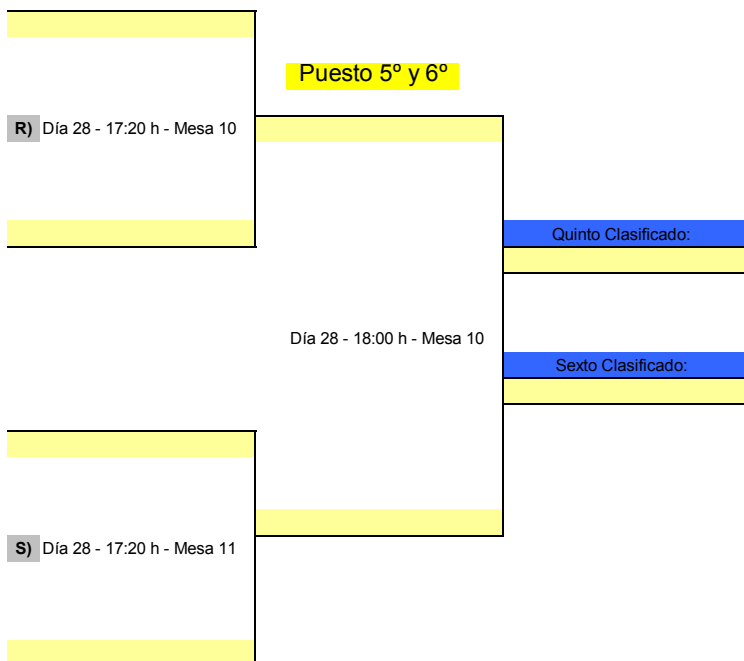 Puesto 5º y 6º
R) Día 28 - 17:20 h - Mesa 10
Quinto Clasificado:
Día 28 - 18:00 h - Mesa 10
Sexto Clasificado:
S) Día 28 - 17:20 h - Mesa 11